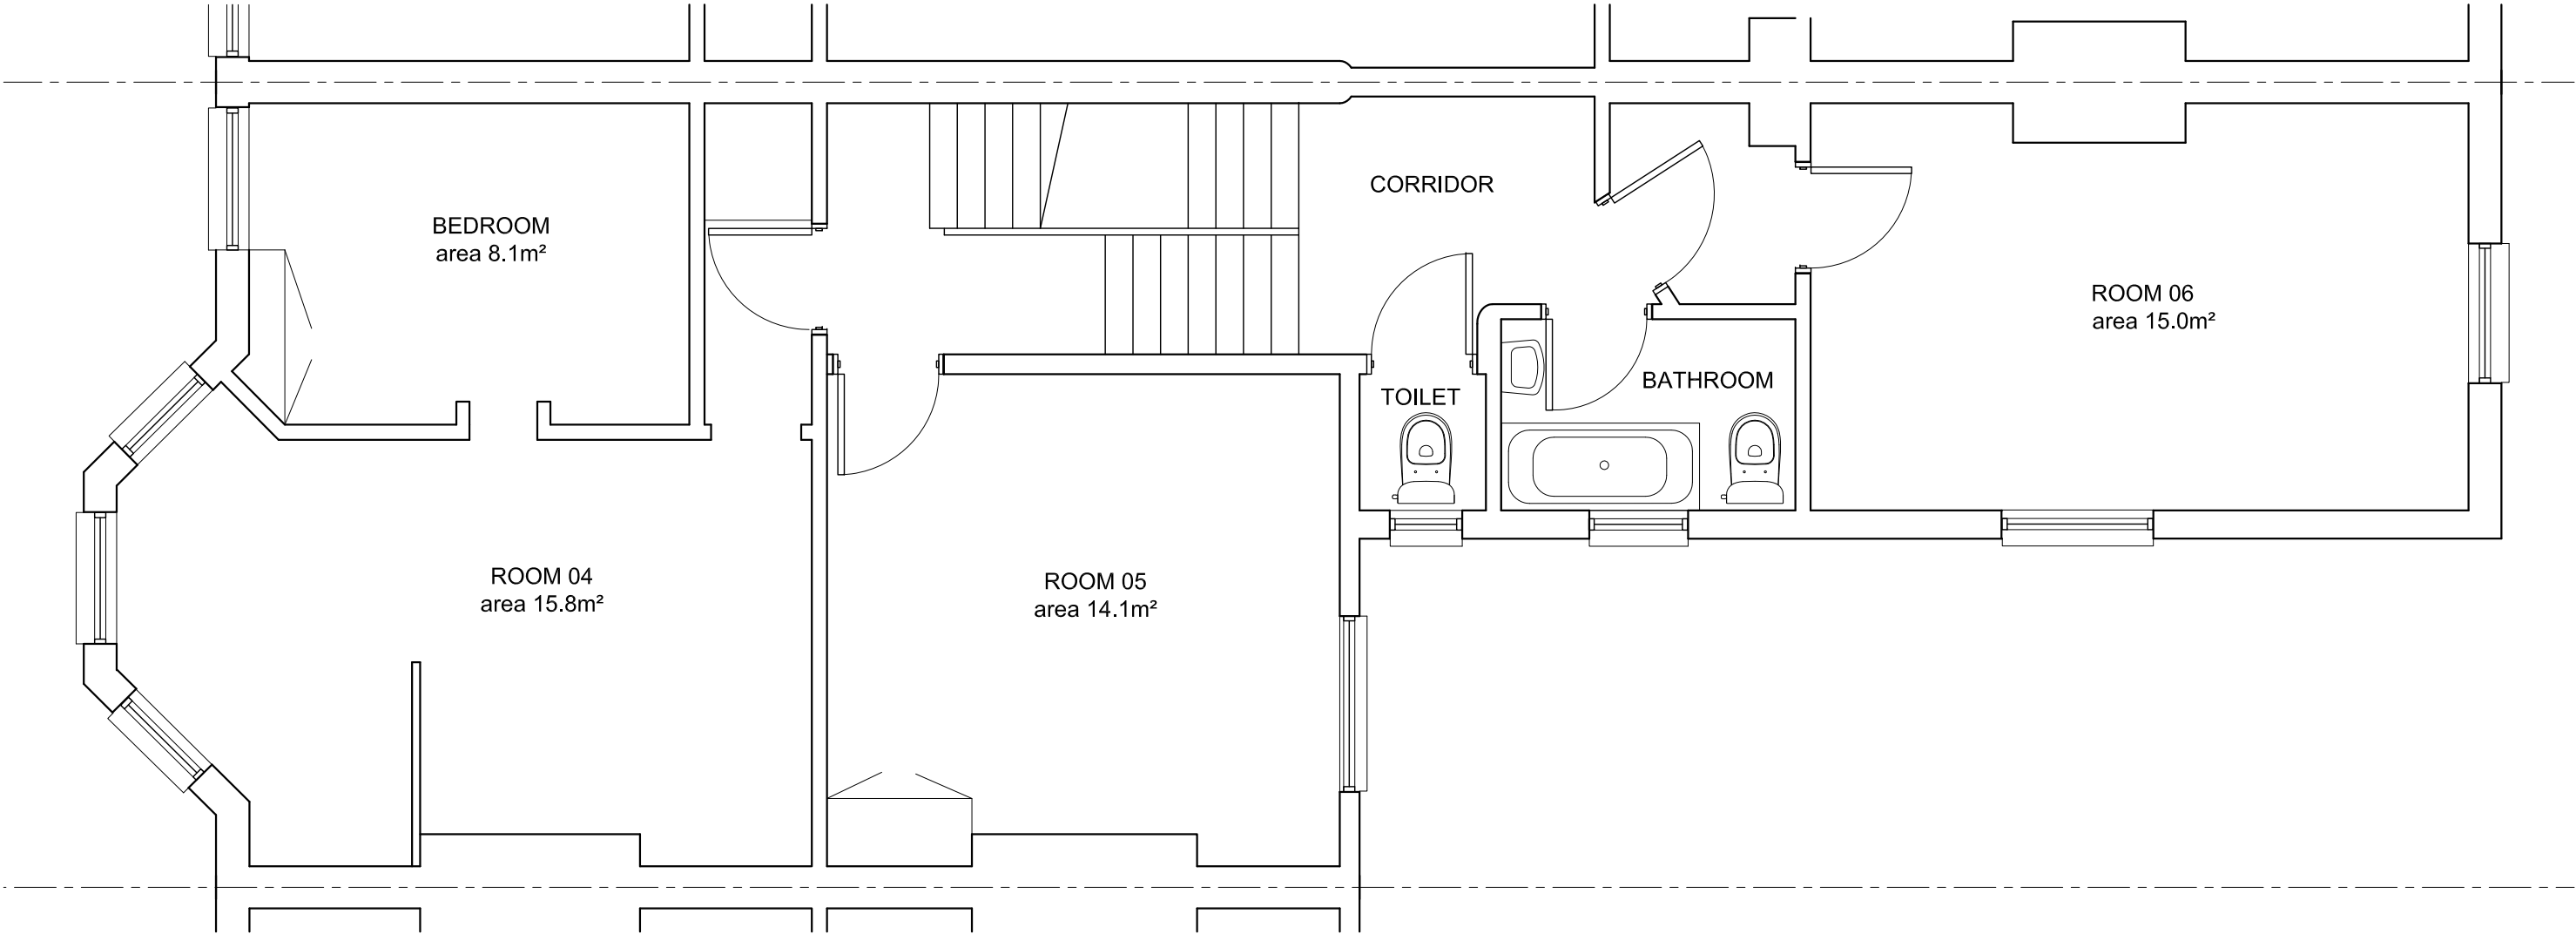 BEDROOM
area 8.1m²
CORRIDOR
ROOM 06
area 15.0m²
TOILET
BATHROOM
ROOM 04
area 15.8m²
ROOM 05
area 14.1m²